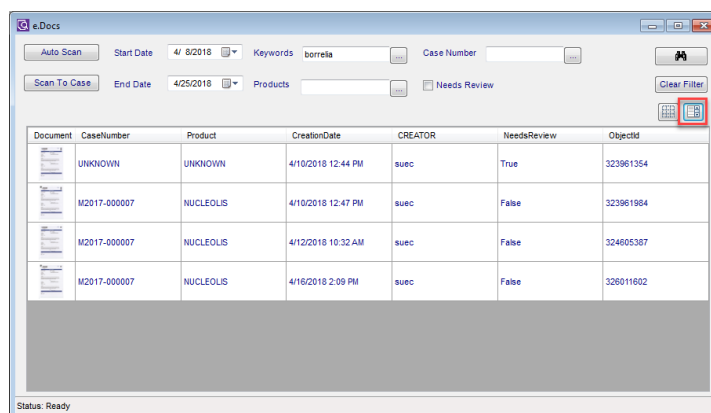 e.Docs
Auto Scan Start Date 4/ 8/2018 Keywords borrelia ... Case Number ...
Scan To Case End Date 4/25/2018 Products ... Needs Review Clear Filter
Document CaseNumber Product CreationDate CREATOR NeedsReview ObjectId
UNKNOWN UNKNOWN 4/10/2018 12:44 PM suec True 323961354
M2017-000007 NUCLEOLIS 4/10/2018 12:47 PM suec False 323961984
M2017-000007 NUCLEOLIS 4/12/2018 10:32 AM suec False 324605387
M2017-000007 NUCLEOLIS 4/16/2018 2:09 PM suec False 326011602
Status: Ready